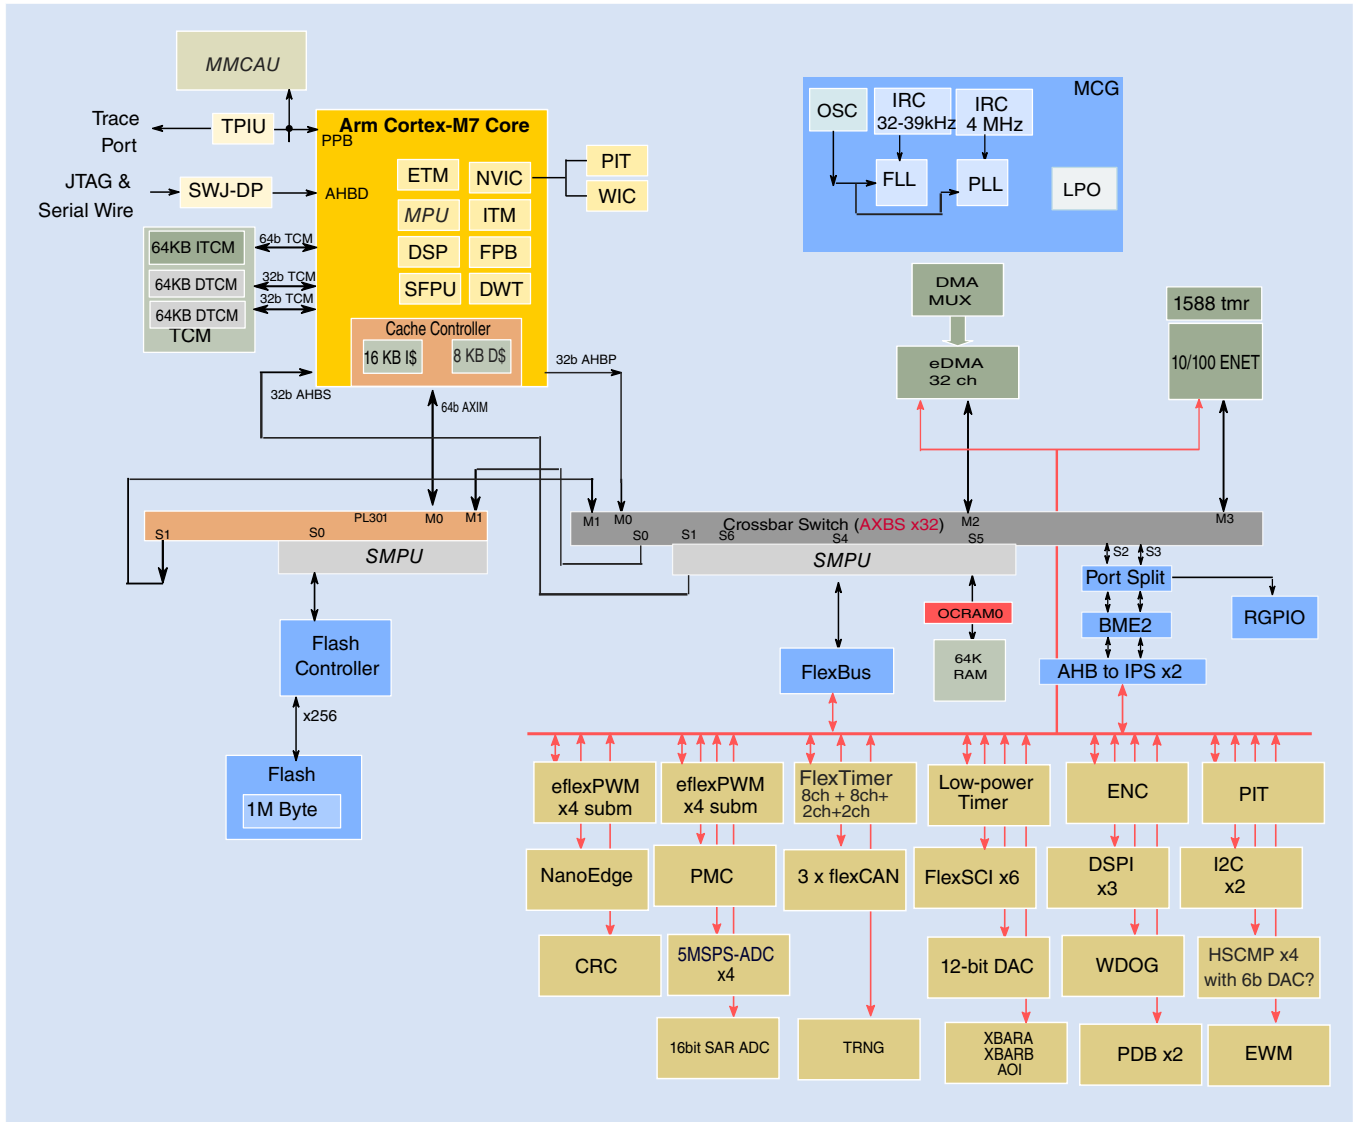 MMCAU
Trace
Port
TPIU
PPB
Arm Cortex-M7 Core
JTAG &
Serial Wire
SWJ-DP
AHBD
ETM
NVIC
PIT
WIC
MPU
ITM
DSP
FPB
SFPU
DWT
64KB ITCM
64b TCM
64KB DTCM
32b TCM
64KB DTCM
32b TCM
TCM
Cache Controller
16 KB I$
8 KB D$
32b AHBS
32b AHBP
64b AXIM
MCG
OSC
IRC
32-39kHz
IRC
4 MHz
FLL
PLL
LPO
DMA
MUX
eDMA
32 ch
1588 tmr
10/100 ENET
PL301
M0
M1
S1
S0
SMPU
Flash
Controller
x256
Flash
1M Byte
M1
M0
Crossbar Switch (AXBS x32)
M2
M3
S0
S1
S6
S4
S5
SMPU
S2
S3
Port Split
RGPIO
BME2
AHB to IPS x2
FlexBus
OCRAM0
64K
RAM
eflexPWM
x4 subm
eflexPWM
x4 subm
FlexTimer
8ch + 8ch+
2ch+2ch
Low-power
Timer
ENC
PIT
NanoEdge
PMC
3 x flexCAN
FlexSCI x6
DSPI
x3
I2C
x2
CRC
5MSPS-ADC
x4
12-bit DAC
WDOG
HSCMP x4
with 6b DAC?
16bit SAR ADC
TRNG
XBARA
XBARB
AOI
PDB x2
EWM